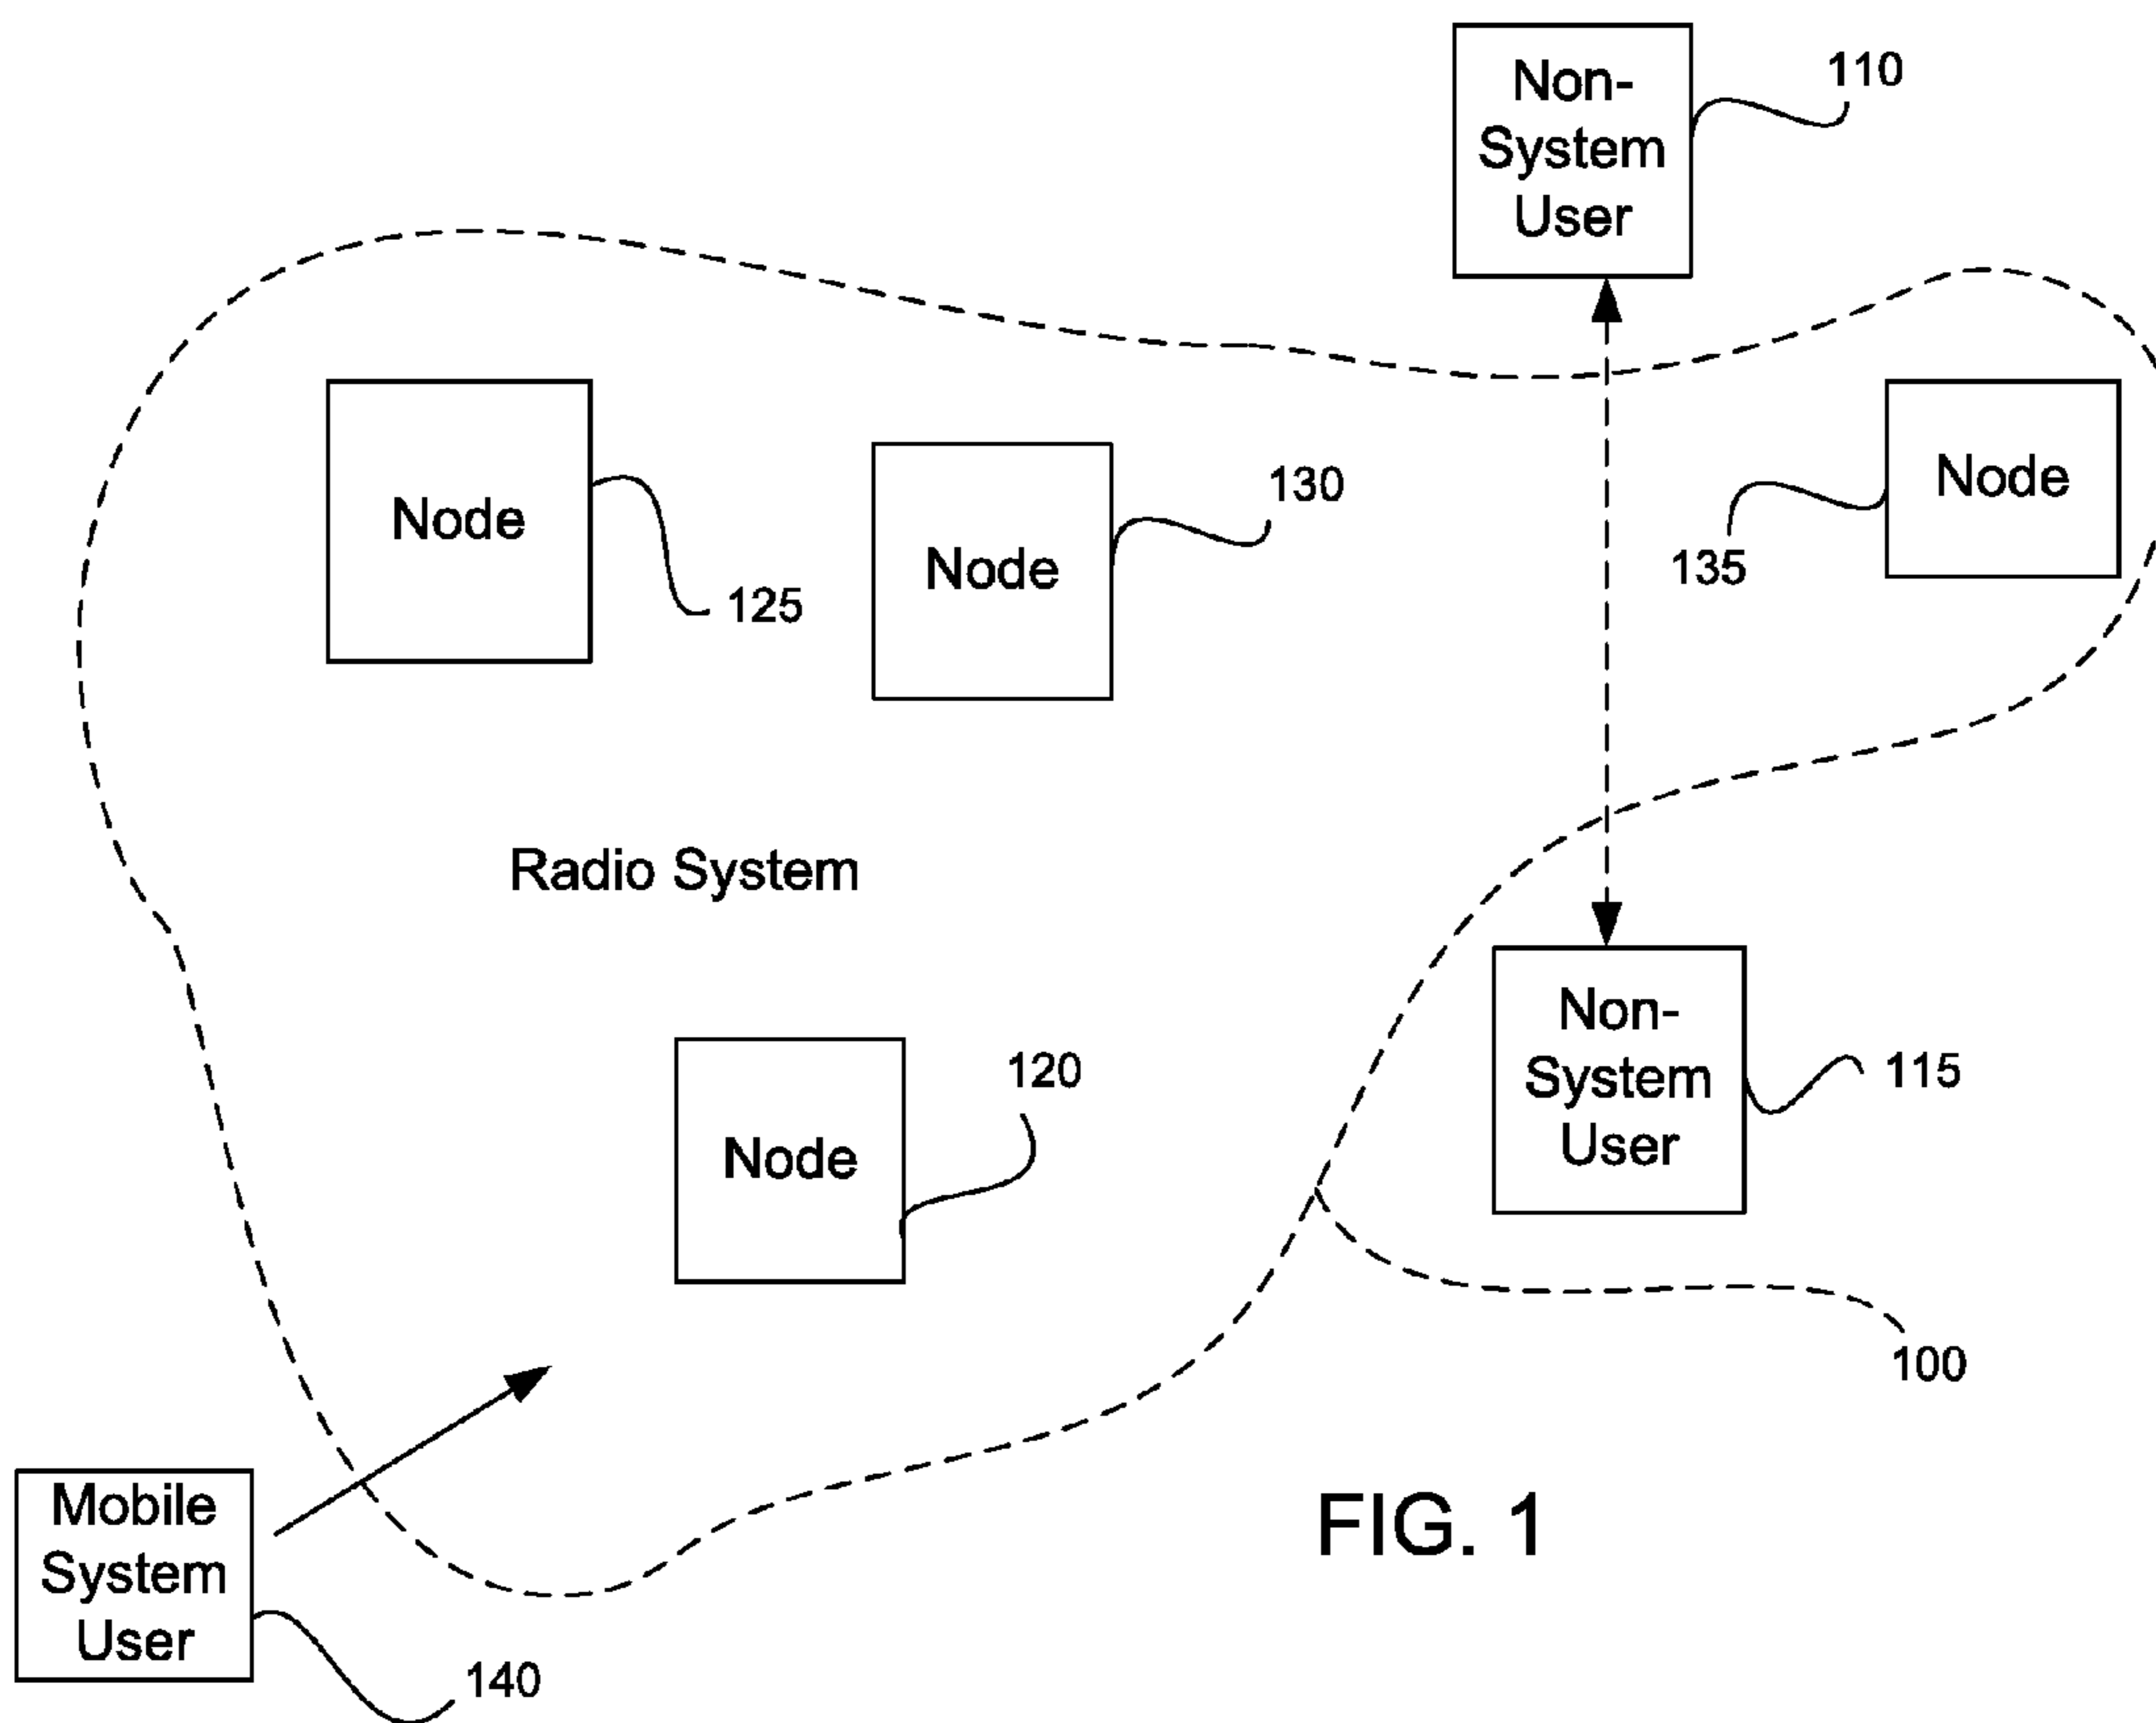 Non-
System
User
110
Node
125
Node
130
Node
135
Radio System
Node
120
Non-
System
User
115
100
Mobile
System
User
140
FIG. 1